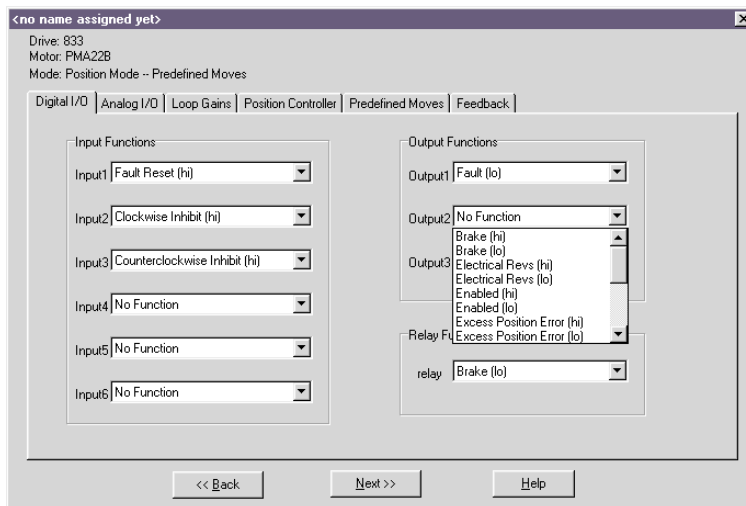 <no name assigned yet>
Drive: 833
Motor: PMA22B
Mode: Position Mode -- Predefined Moves
Digital I/O
Analog I/O
Loop Gains
Position Controller
Predefined Moves
Feedback
Input Functions
Input1 Fault Reset (hi)
Input2 Clockwise Inhibit (hi)
Input3 Counterclockwise Inhibit (hi)
Input4 No Function
Input5 No Function
Input6 No Function
Output Functions
Output1 Fault (lo)
Output2 No Function
Brake (hi)
Brake (lo)
Output3
Electrical Revs (hi)
Electrical Revs (lo)
Enabled (hi)
Enabled (lo)
Excess Position Error (hi)
Excess Position Error (lo)
Relay Fu
relay Brake (lo)
<< Back
Next >>
Help